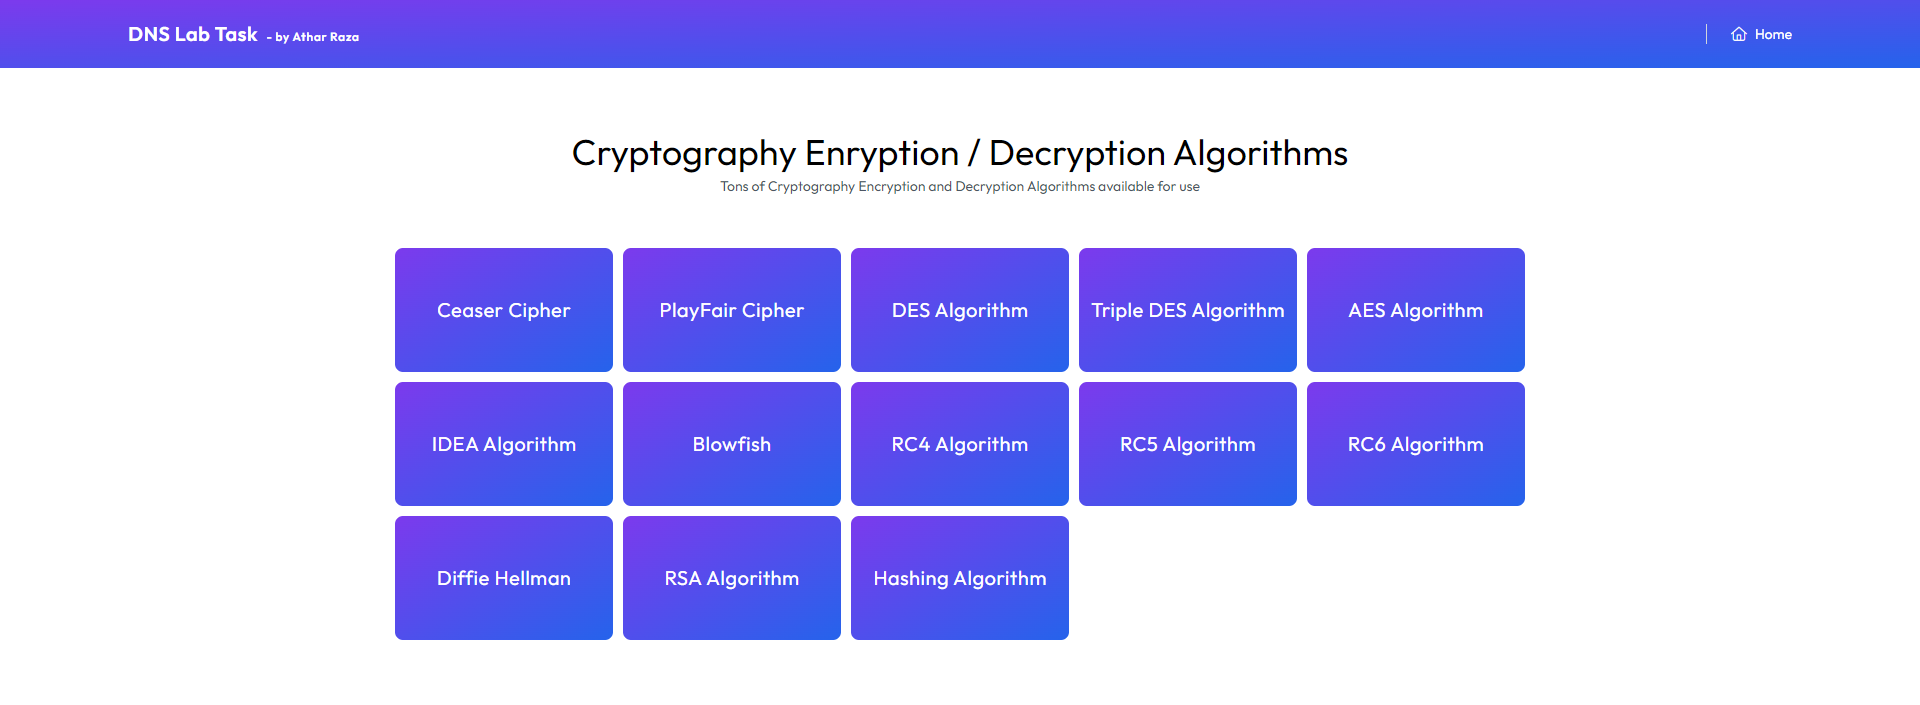 DNS Lab Task - by Athar Raza
Home
Cryptography Enryption / Decryption Algorithms
Tons of Cryptography Encryption and Decryption Algorithms available for use
Ceaser Cipher
PlayFair Cipher
DES Algorithm
Triple DES Algorithm
AES Algorithm
IDEA Algorithm
Blowfish
RC4 Algorithm
RC5 Algorithm
RC6 Algorithm
Diffie Hellman
RSA Algorithm
Hashing Algorithm